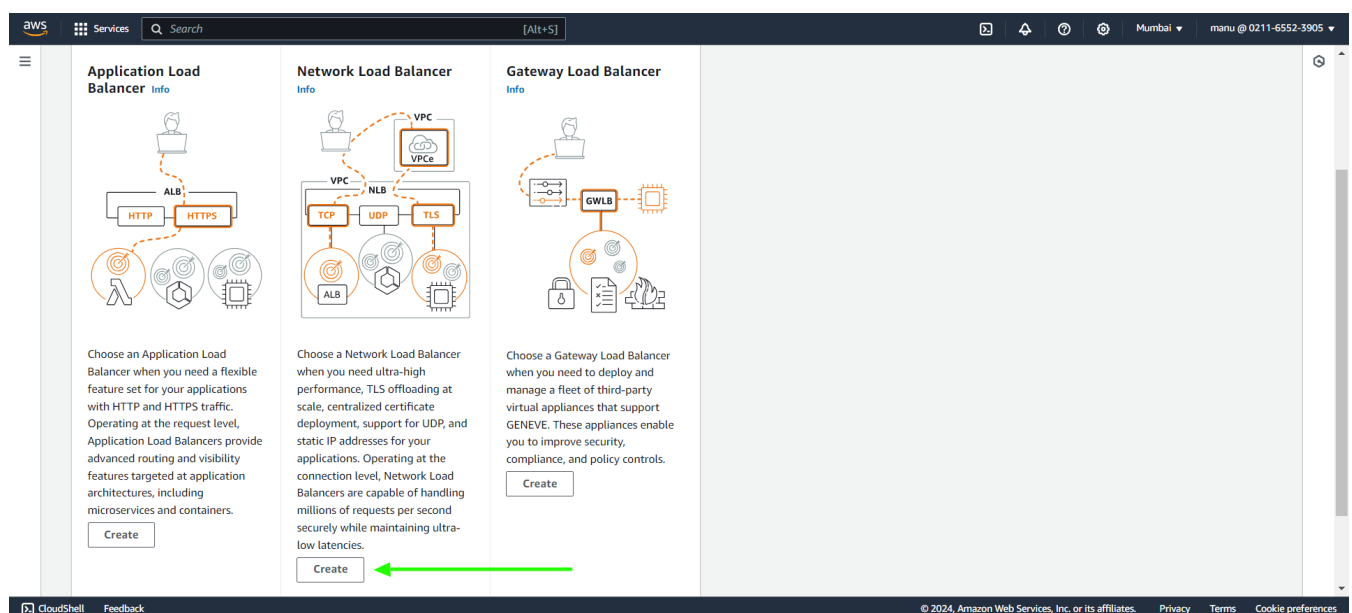 aws
Services
Search
[Alt+S]
Mumbai
manu @ 0211-6552-3905
Application Load
Balancer Info
ALB
HTTP
HTTPS
Choose an Application Load
Balancer when you need a flexible
feature set for your applications
with HTTP and HTTPS traffic.
Operating at the request level,
Application Load Balancers provide
advanced routing and visibility
features targeted at application
architectures, including
microservices and containers.
Create
Network Load Balancer
Info
VPC
VPCe
VPC
NLB
TCP
UDP
TLS
ALB
Choose a Network Load Balancer
when you need ultra-high
performance, TLS offloading at
scale, centralized certificate
deployment, support for UDP, and
static IP addresses for your
applications. Operating at the
connection level, Network Load
Balancers are capable of handling
millions of requests per second
securely while maintaining ultra-
low latencies.
Create
Gateway Load Balancer
Info
GWLB
Choose a Gateway Load Balancer
when you need to deploy and
manage a fleet of third-party
virtual appliances that support
GENEVE. These appliances enable
you to improve security,
compliance, and policy controls.
Create
CloudShell
Feedback
© 2024, Amazon Web Services, Inc. or its affiliates.
Privacy
Terms
Cookie preferences